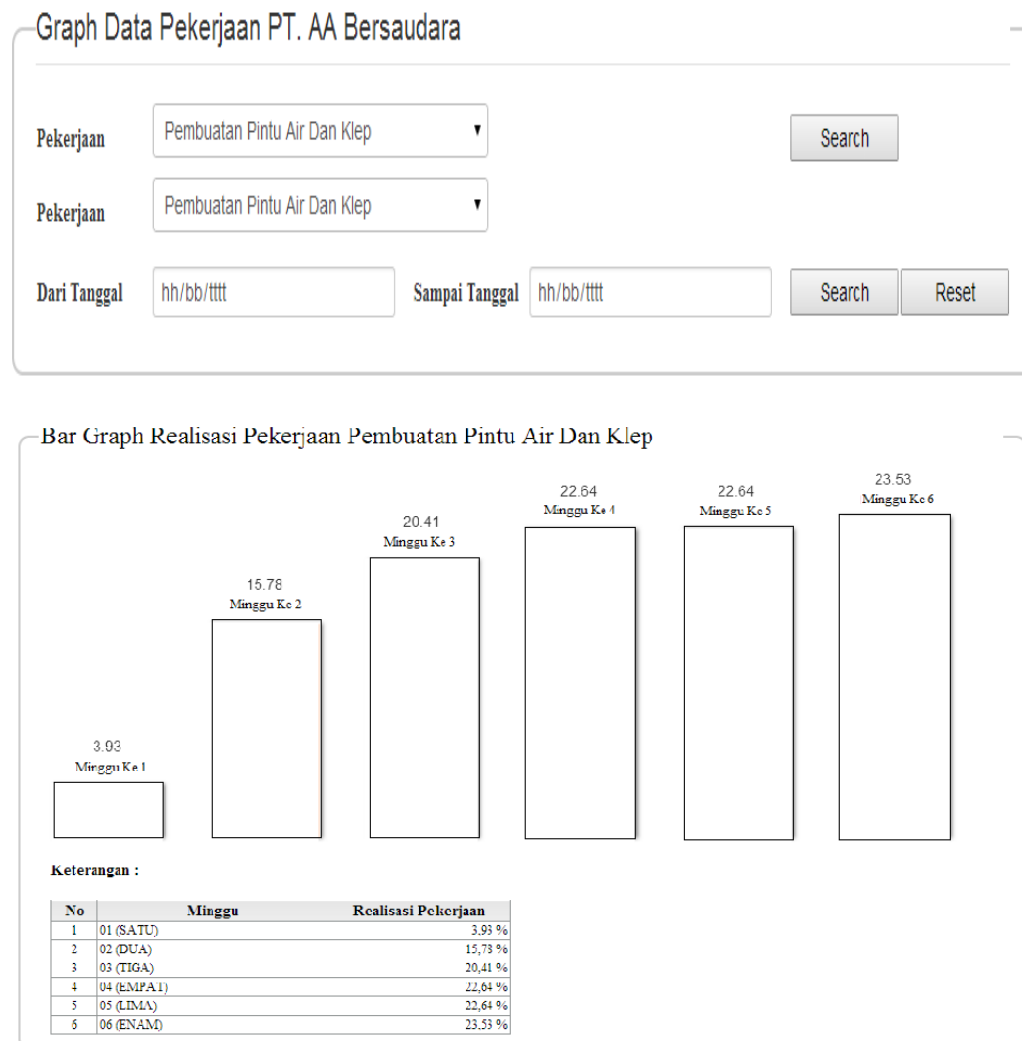 Graph Data Pekerjaan PT. AA Bersaudara
Pekerjaan Pembuatan Pintu Air Dan Klep Search
Pekerjaan Pembuatan Pintu Air Dan Klep
Dari Tanggal hh/bb/tttt Sampai Tanggal hh/bb/tttt Search Reset
Bar Graph Realisasi Pekerjaan Pembuatan Pintu Air Dan Klep
3.93
Minggu Ke 1
15.78
Minggu Ke 2
20.41
Minggu Ke 3
22.64
Minggu Ke 4
22.64
Minggu Ke 5
23.53
Minggu Ke 6
Keterangan :
No Minggu Realisasi Pekerjaan
1 01 (SATU) 3.93 %
2 02 (DUA) 15,78 %
3 03 (TIGA) 20,41 %
4 04 (EMPAT) 22,64 %
5 05 (LIMA) 22,64 %
6 06 (ENAM) 23.53 %